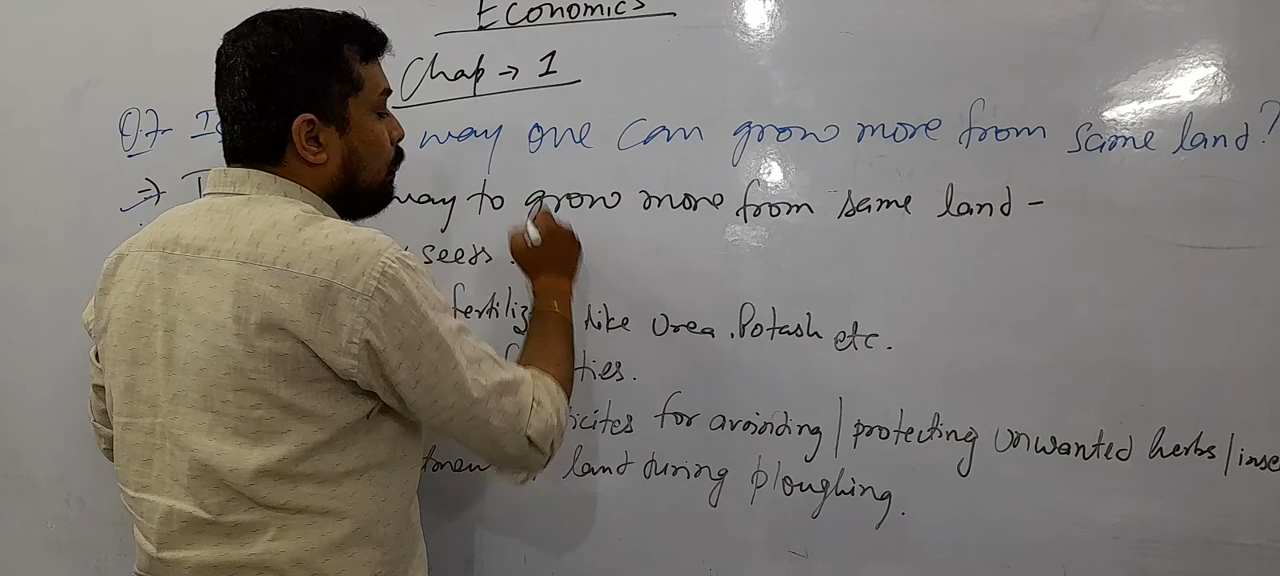 Economics
Chap → 1
Q7- way one can grow more from same land?
⇒ way to grow more from same land -
seeds.
fertiliz like Urea, Potash etc.
ties.
icites for avoiding / protecting unwanted herbs / inse
land during ploughing.